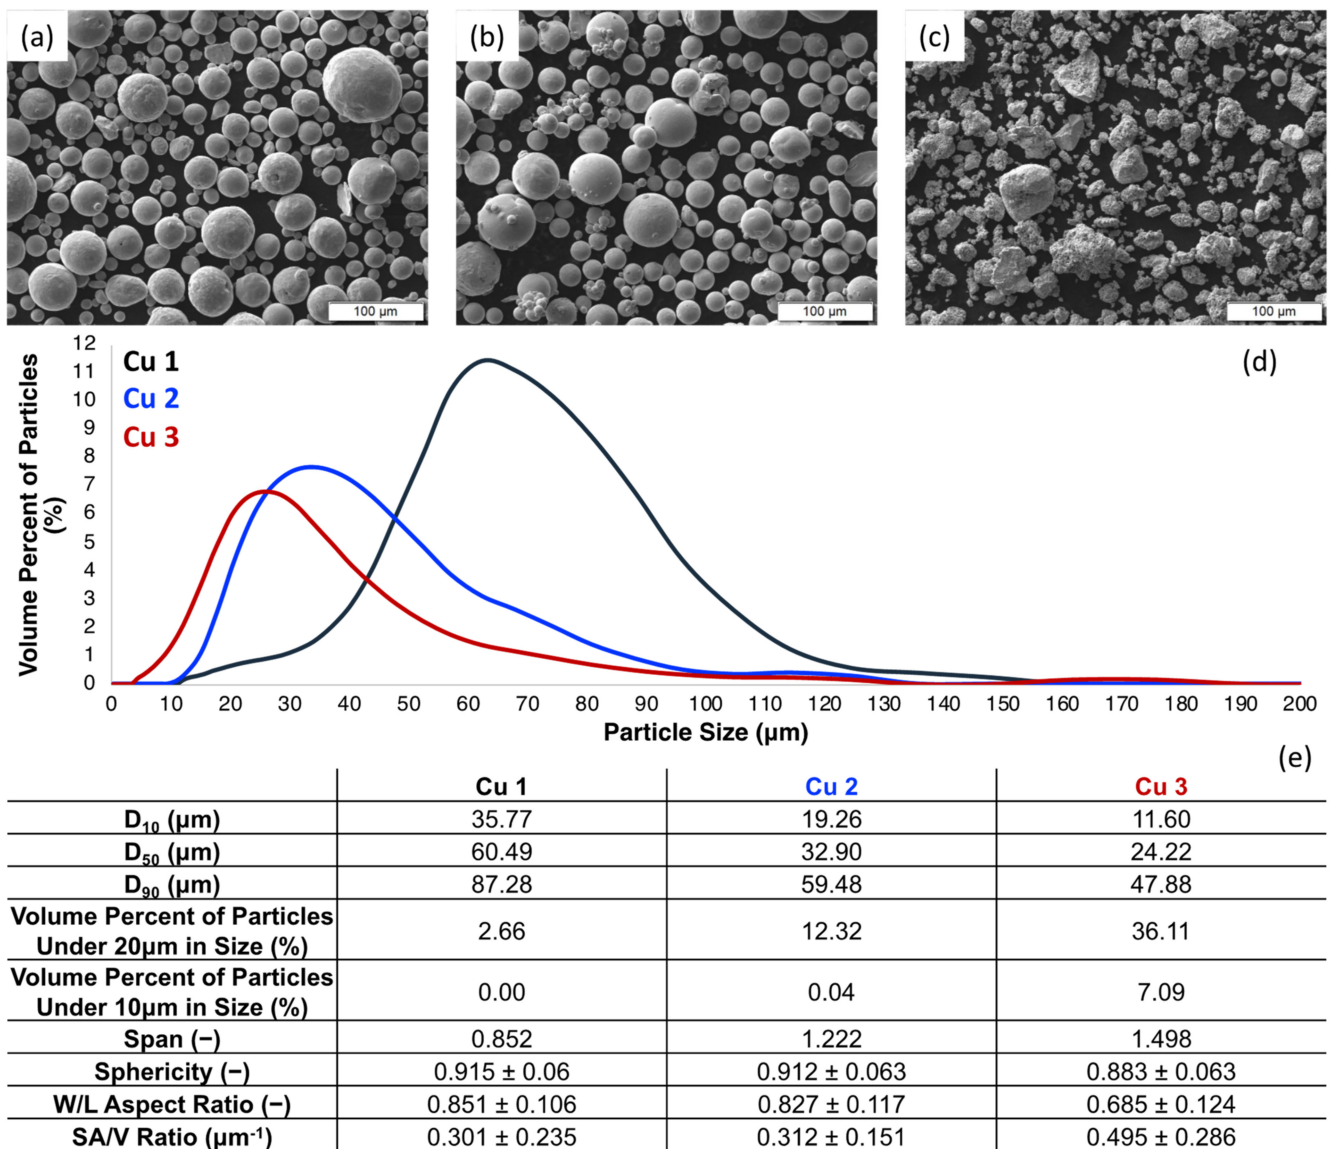 (a)
(b)
(c)
100 µm
100 µm
100 µm
(d)
Cu 1
Cu 2
Cu 3
Volume Percent of Particles
(%)
12
11
10
9
8
7
6
5
4
3
2
1
0
0 10 20 30 40 50 60 70 80 90 100 110 120 130 140 150 160 170 180 190 200
Particle Size (µm)
(e)
Cu 1 Cu 2 Cu 3
D10 (µm) 35.77 19.26 11.60
D50 (µm) 60.49 32.90 24.22
D90 (µm) 87.28 59.48 47.88
Volume Percent of Particles
Under 20µm in Size (%) 2.66 12.32 36.11
Volume Percent of Particles
Under 10µm in Size (%) 0.00 0.04 7.09
Span (−) 0.852 1.222 1.498
Sphericity (−) 0.915 ± 0.06 0.912 ± 0.063 0.883 ± 0.063
W/L Aspect Ratio (−) 0.851 ± 0.106 0.827 ± 0.117 0.685 ± 0.124
SA/V Ratio (µm-1) 0.301 ± 0.235 0.312 ± 0.151 0.495 ± 0.286